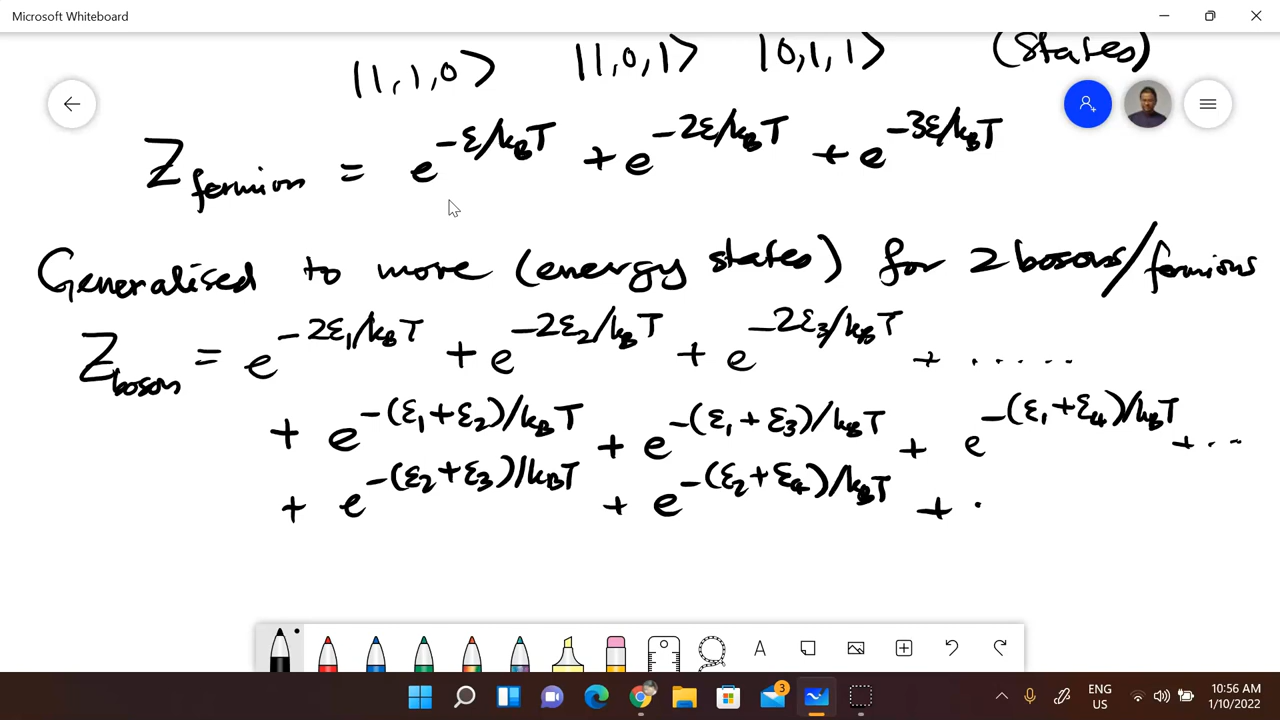 Microsoft Whiteboard
|1,1,0> |1,0,1> |0,1,1> (States)
Z_fermion = e^{-ε/k_BT} + e^{-2ε/k_BT} + e^{-3ε/k_BT}
Generalised to more (energy states) for 2 bosons/fermions
Z_boson = e^{-2ε_1/k_BT} + e^{-2ε_2/k_BT} + e^{-2ε_3/k_BT} + ......
+ e^{-(ε_1+ε_2)/k_BT} + e^{-(ε_1+ε_3)/k_BT} + e^{-(ε_1+ε_4)/k_BT} + ...
+ e^{-(ε_2+ε_3)/k_BT} + e^{-(ε_2+ε_4)/k_BT} + .
A
3
ENG
US
10:56 AM
1/10/2022